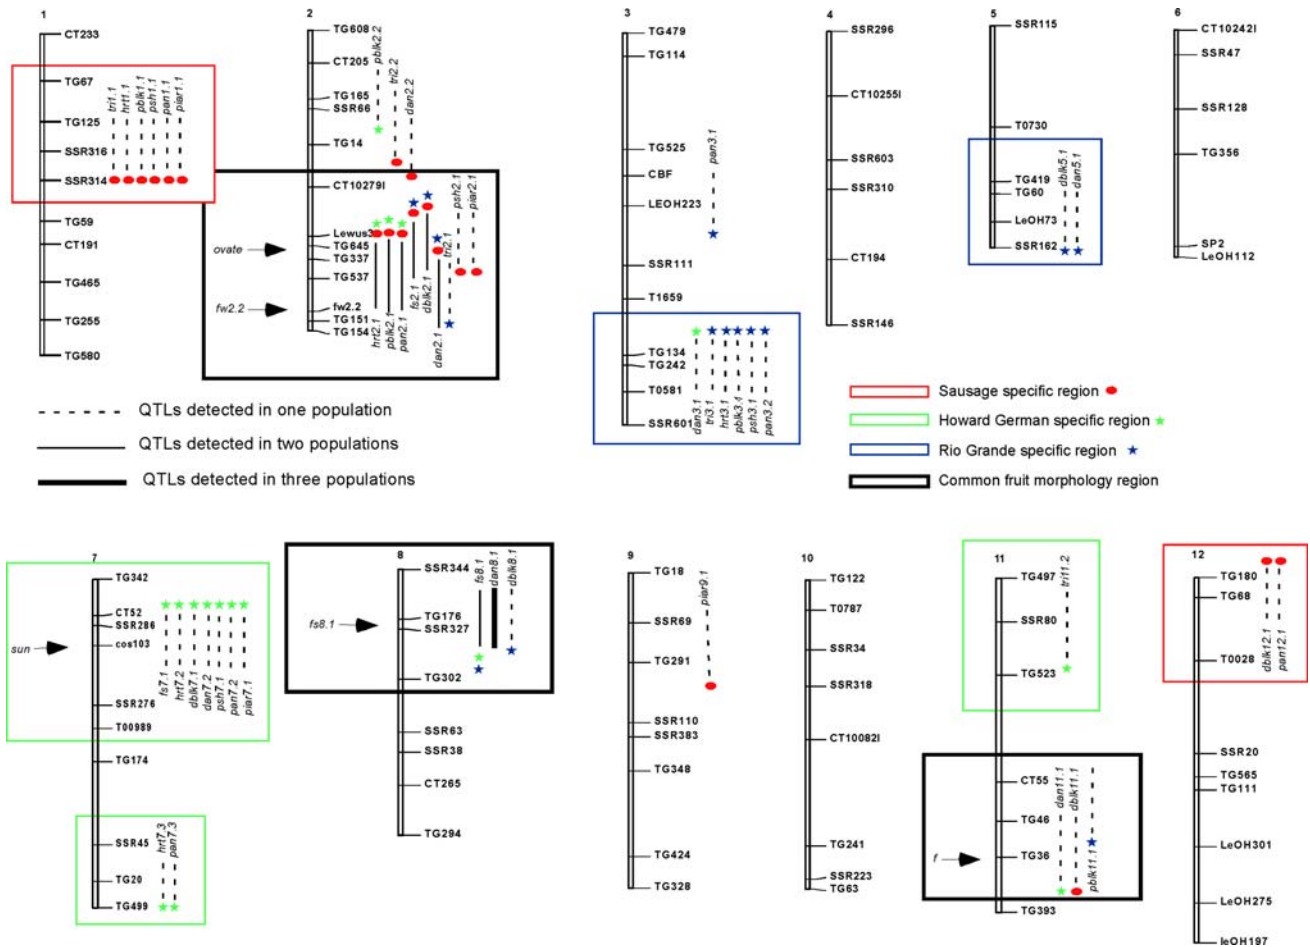 1
CT233
TG67
TG125
SSR316
SSR314
TG59
CT191
TG465
TG255
TG580
tri1.1
hrt1.1
pblk1.1
psh1.1
pan1.1
piar1.1
2
TG608
CT205
TG165
SSR66
TG14
CT10279I
Lewus3
TG645
TG337
TG537
fw2.2
TG151
TG154
pblk2.2
tri2.2
dan2.2
ovate
fw2.2
hrt2.1
pblk2.1
pan2.1
fs2.1
dblk2.1
dan2.1
tri2.1
psh2.1
piar2.1
3
TG479
TG114
TG525
CBF
LEOH223
SSR111
T1659
TG134
TG242
T0581
SSR601
pan3.1
dan3.1
tri3.1
hrt3.1
pblk3.1
psh3.1
pan3.2
4
SSR296
CT10255I
SSR603
SSR310
CT194
SSR146
5
SSR115
T0730
TG419
TG60
LeOH73
SSR162
dblk5.1
dan5.1
6
CT10242I
SSR47
SSR128
TG356
SP2
LeOH112
QTLs detected in one population
QTLs detected in two populations
QTLs detected in three populations
Sausage specific region
Howard German specific region
Rio Grande specific region
Common fruit morphology region
7
TG342
CT52
SSR286
cos103
SSR276
T00989
TG174
SSR45
TG20
TG499
sun
fs7.1
hrt7.2
dblk7.1
dan7.2
psh7.1
pan7.2
piar7.1
hrt7.3
pan7.3
8
SSR344
TG176
SSR327
TG302
SSR63
SSR38
CT265
TG294
fs8.1
fs8.1
dan8.1
dblk8.1
9
TG18
SSR69
TG291
SSR110
SSR383
TG348
TG424
TG328
piar9.1
10
TG122
T0787
SSR34
SSR318
CT10082I
TG241
SSR223
TG63
11
TG497
SSR80
TG523
CT55
TG46
TG36
TG393
tri11.2
f
dan11.1
dblk11.1
pblk11.1
12
TG180
TG68
T0028
SSR20
TG565
TG111
LeOH301
LeOH275
leOH197
dblk12.1
pan12.1